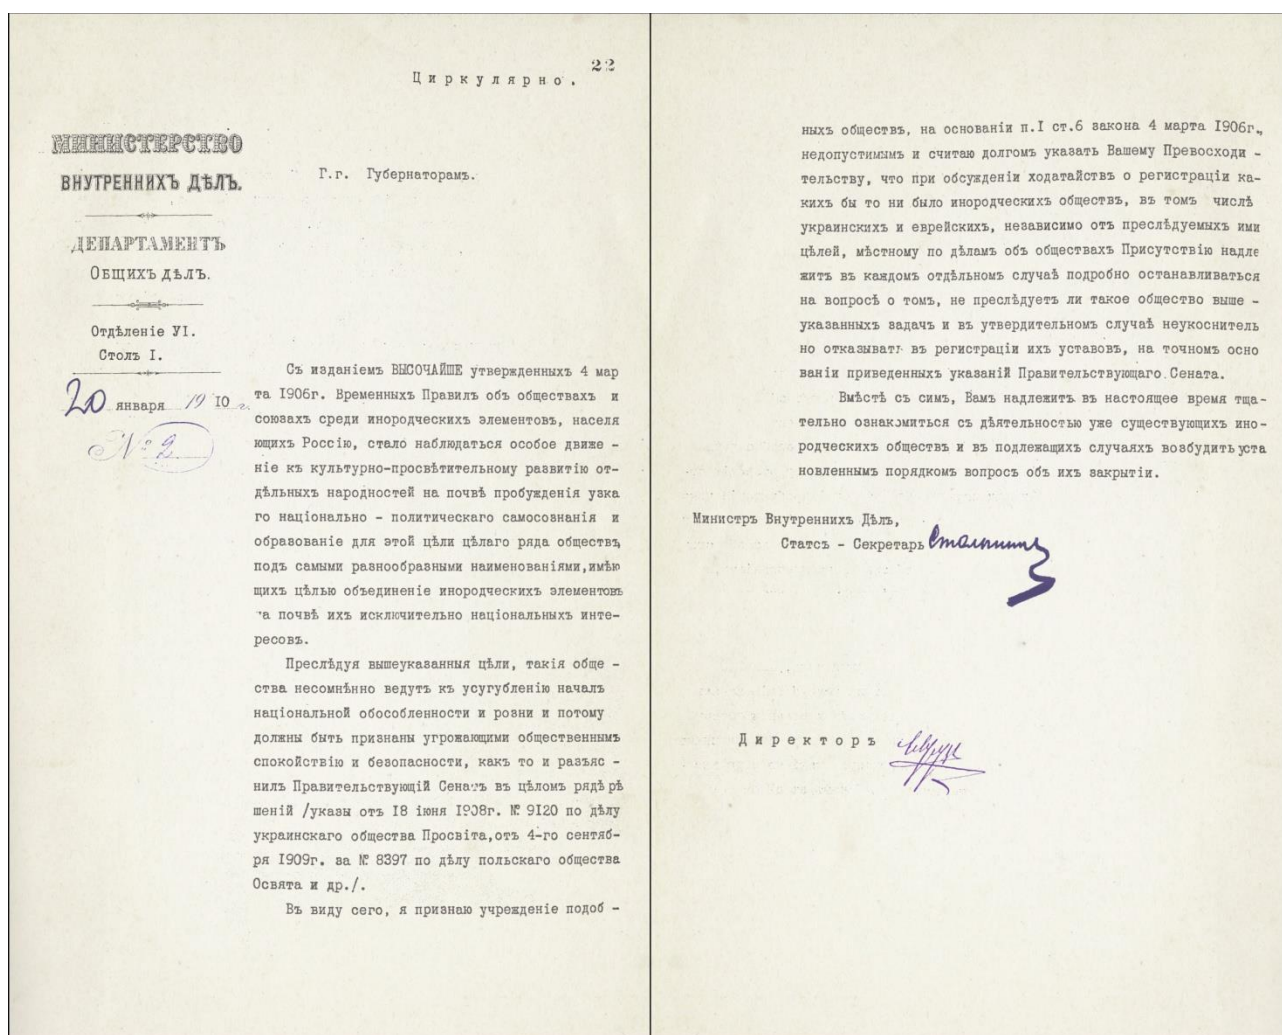 22
Циркулярно.
МИНИСТЕРСТВО
ВНУТРЕННИХЪ ДѢЛЪ.
ДЕПАРТАМЕНТЪ
Общихъ дѣлъ.
Отдѣленіе УІ.
Столъ I.
20 января 1910 г.
№ 2
Г.г. Губернаторамъ.
Съ изданіемъ ВЫСОЧАЙШЕ утвержденныхъ 4 мар
та 1906г. Временныхъ Правилъ объ обществахъ и
союзахъ среди инородческихъ элементовъ, населя
ющихъ Россію, стало наблюдаться особое движе -
ніе къ культурно-просвѣтительному развитію от-
дѣльныхъ народностей на почвѣ пробужденія узка
го національно - политическаго самосознанія и
образованіе для этой цѣли цѣлаго ряда обществъ,
подъ самыми разнообразными наименованіями,имѣю
щихъ цѣлью объединеніе инородческихъ элементовъ
на почвѣ ихъ исключительно національныхъ инте-
ресовъ.
Преслѣдуя вышеуказанныя цѣли, такія обще -
ства несомнѣнно ведутъ къ усугубленію началъ
національной обособленности и розни и потому
должны быть признаны угрожающими общественнымъ
спокойствію и безопасности, какъ то и разъяс -
нилъ Правительствующій Сенатъ въ цѣломъ рядѣ рѣ
шеній /указы отъ 18 іюня 1908г. № 9120 по дѣлу
украинскаго общества Просвіта,отъ 4-го сентяб-
ря 1909г. за № 8397 по дѣлу польскаго общества
Освята и др./.
Въ виду сего, я признаю учрежденіе подоб -
ныхъ обществъ, на основаніи п.I ст.6 закона 4 марта 1906г.,
недопустимымъ и считаю долгомъ указать Вашему Превосходи -
тельству, что при обсужденіи ходатайствъ о регистраціи ка-
кихъ бы то ни было инородческихъ обществъ, въ томъ числѣ
украинскихъ и еврейскихъ, независимо отъ преслѣдуемыхъ ими
цѣлей, мѣстному по дѣламъ объ обществахъ Присутствію надле
житъ въ каждомъ отдѣльномъ случаѣ подробно останавливаться
на вопросѣ о томъ, не преслѣдуетъ ли такое общество выше -
указанныхъ задачъ и въ утвердительномъ случаѣ неукоснитель
но отказывать въ регистраціи ихъ уставовъ, на точномъ осно
ваніи приведенныхъ указаній Правительствующаго Сената.
Вмѣстѣ съ симъ, Вамъ надлежитъ въ настоящее время тща-
тельно ознакомиться съ дѣятельностью уже существующихъ ино-
родческихъ обществъ и въ подлежащихъ случаяхъ возбудить уста
новленнымъ порядкомъ вопросъ объ ихъ закрытіи.
Министръ Внутреннихъ Дѣлъ,
Статсъ - Секретарь Столыпинъ
Директоръ